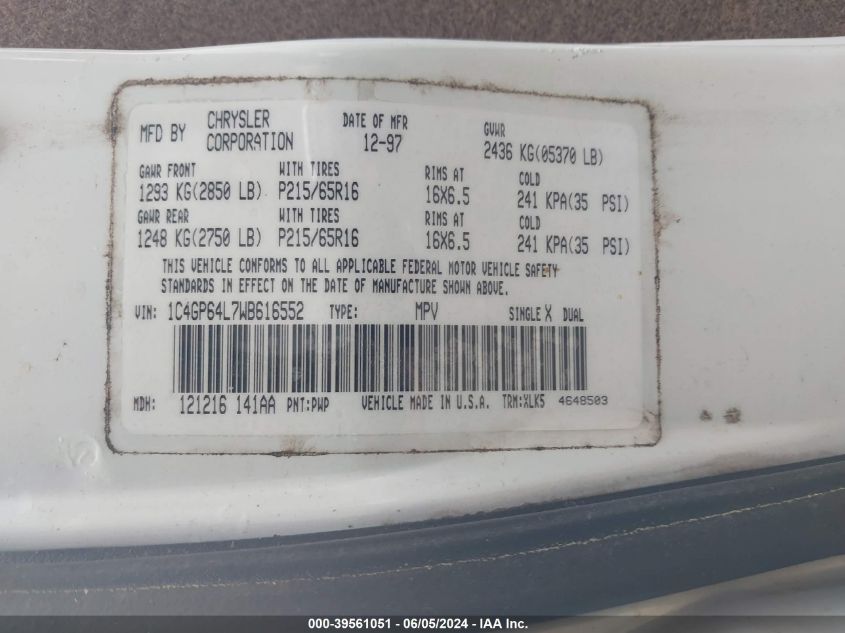 MFD BY CHRYSLER CORPORATION DATE OF MFR 12-97 GVWR 2436 KG(05370 LB)
GAWR FRONT WITH TIRES RIMS AT COLD
1293 KG(2850 LB) P215/65R16 16X6.5 241 KPA(35 PSI)
GAWR REAR WITH TIRES RIMS AT COLD
1248 KG(2750 LB) P215/65R16 16X6.5 241 KPA(35 PSI)
THIS VEHICLE CONFORMS TO ALL APPLICABLE FEDERAL MOTOR VEHICLE SAFETY
STANDARDS IN EFFECT ON THE DATE OF MANUFACTURE SHOWN ABOVE.
VIN: 1C4GP64L7WB616552 TYPE: MPV SINGLE X DUAL
MDH: 121216 141AA PNT:PWP VEHICLE MADE IN U.S.A. TRM:XLK5 4648503
000-39561051 - 06/05/2024 - IAA Inc.